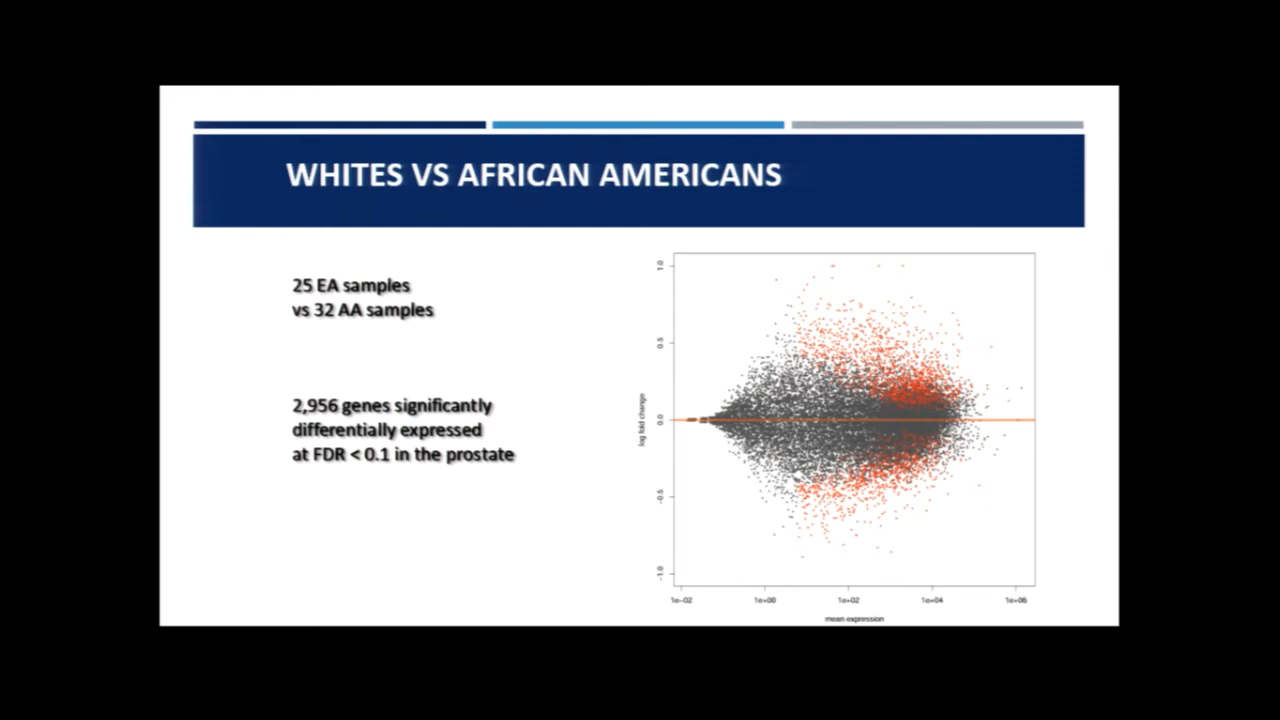 WHITES VS AFRICAN AMERICANS
25 EA samples
vs 32 AA samples
2,956 genes significantly
differentially expressed
at FDR < 0.1 in the prostate
log fold change
1.0
0.5
0.0
-0.5
-1.0
1e-02 1e+00 1e+02 1e+04 1e+06
mean expression